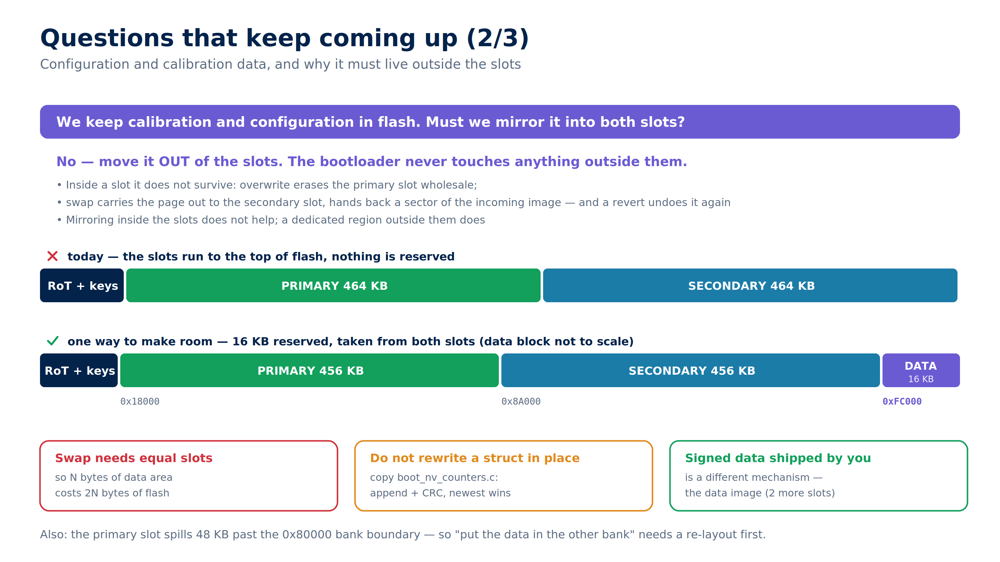 Questions that keep coming up (2/3)
Configuration and calibration data, and why it must live outside the slots
We keep calibration and configuration in flash. Must we mirror it into both slots?
No — move it OUT of the slots. The bootloader never touches anything outside them.
• Inside a slot it does not survive: overwrite erases the primary slot wholesale;
• swap carries the page out to the secondary slot, hands back a sector of the incoming image — and a revert undoes it again
• Mirroring inside the slots does not help; a dedicated region outside them does
today — the slots run to the top of flash, nothing is reserved
RoT + keys
PRIMARY 464 KB
SECONDARY 464 KB
one way to make room — 16 KB reserved, taken from both slots (data block not to scale)
RoT + keys
PRIMARY 456 KB
SECONDARY 456 KB
DATA
16 KB
0x18000
0x8A000
0xFC000
Swap needs equal slots
so N bytes of data area
costs 2N bytes of flash
Do not rewrite a struct in place
copy boot_nv_counters.c:
append + CRC, newest wins
Signed data shipped by you
is a different mechanism —
the data image (2 more slots)
Also: the primary slot spills 48 KB past the 0x80000 bank boundary — so "put the data in the other bank" needs a re-layout first.